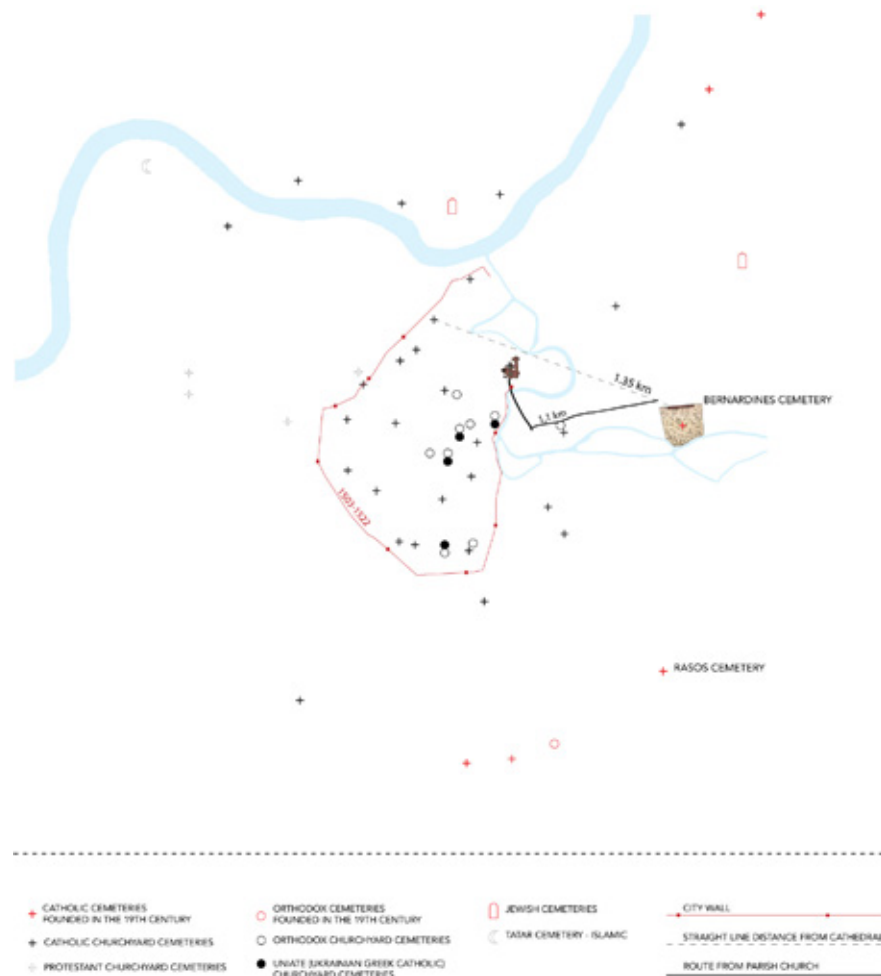 1.35 km
BERNARDINES CEMETERY
1,1 km
1503-1522
RASOS CEMETERY
CATHOLIC CEMETERIES
FOUNDED IN THE 19TH CENTURY
CATHOLIC CHURCHYARD CEMETERIES
PROTESTANT CHURCHYARD CEMETERIES
ORTHODOX CEMETERIES
FOUNDED IN THE 19TH CENTURY
ORTHODOX CHURCHYARD CEMETERIES
UNIATE (UKRAINIAN GREEK CATHOLIC)
CHURCHYARD CEMETERIES
JEWISH CEMETERIES
TATAR CEMETERY - ISLAMIC
CITY WALL
STRAIGHT LINE DISTANCE FROM CATHEDRAL
ROUTE FROM PARISH CHURCH